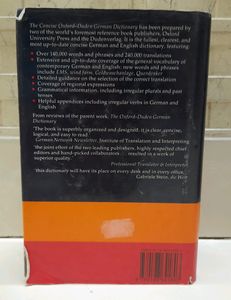 The Concise Oxford-Duden German Dictionary has been prepared by
two of the world's foremost reference book publishers, Oxford
University Press and the Dudenverlag. It is the fullest, clearest, and
most up-to-date concise German and English dictionary, featuring:
Over 140,000 words and phrases and 240,000 translations
Extensive and up-to-date coverage of the general vocabulary of
contemporary German and English: new words and phrases
include EMS, wind farm, Geldwaschanlage, Querdenker
Detailed guidance on the selection of the correct translation
Coverage of regional expressions
Grammatical information, including irregular plurals and past
tenses
Helpful appendices including irregular verbs in German and
English
From reviews of the parent work, The Oxford-Duden German
Dictionary
'The book is superbly organized and designed, it is clear, concise,
logical, and easy to read'
German Network Newsletter, Institute of Translation and Interpreting
'the joint effort of the two leading publishers, highly respected chief
editors and hand-picked collaborators ... resulted in a work of
superior quality'
Professional Translator & Interpreter
'this dictionary will have its place on every desk and in every office'
Gabriele Stein, die Welt